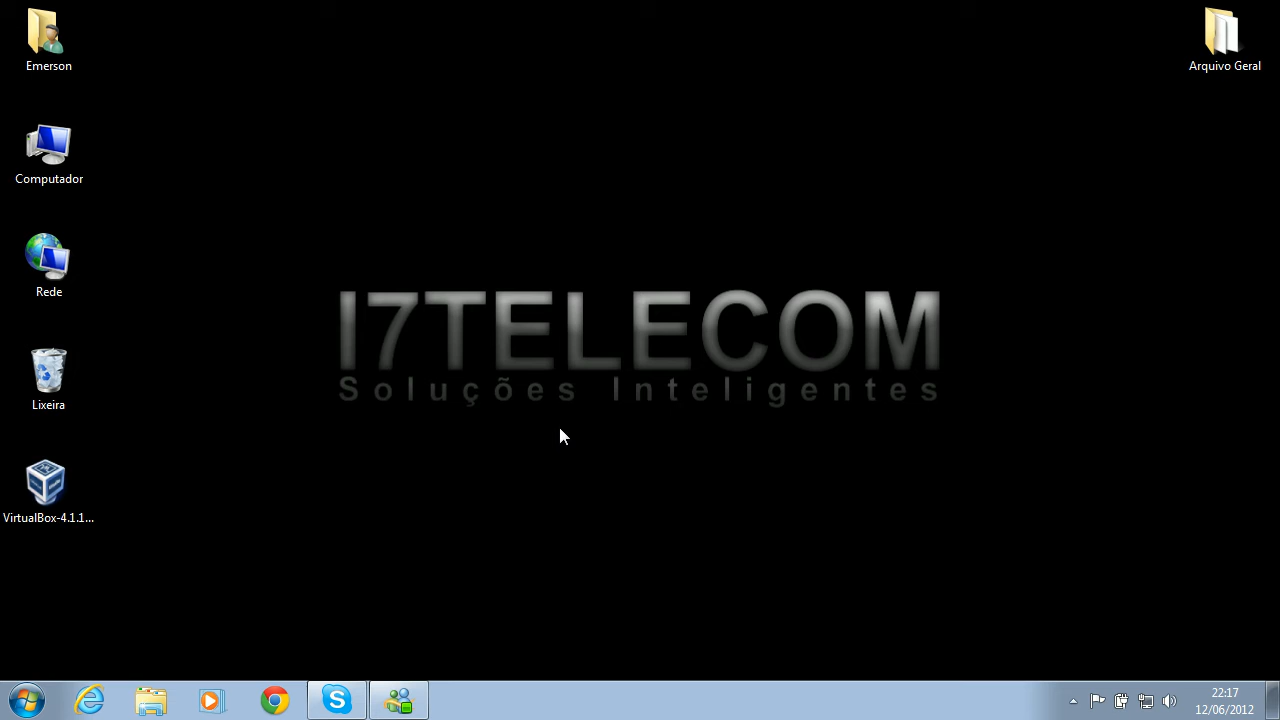 Emerson
Arquivo Geral
Computador
Rede
I7TELECOM
Soluções Inteligentes
Lixeira
VirtualBox-4.1.1...
22:17
12/06/2012